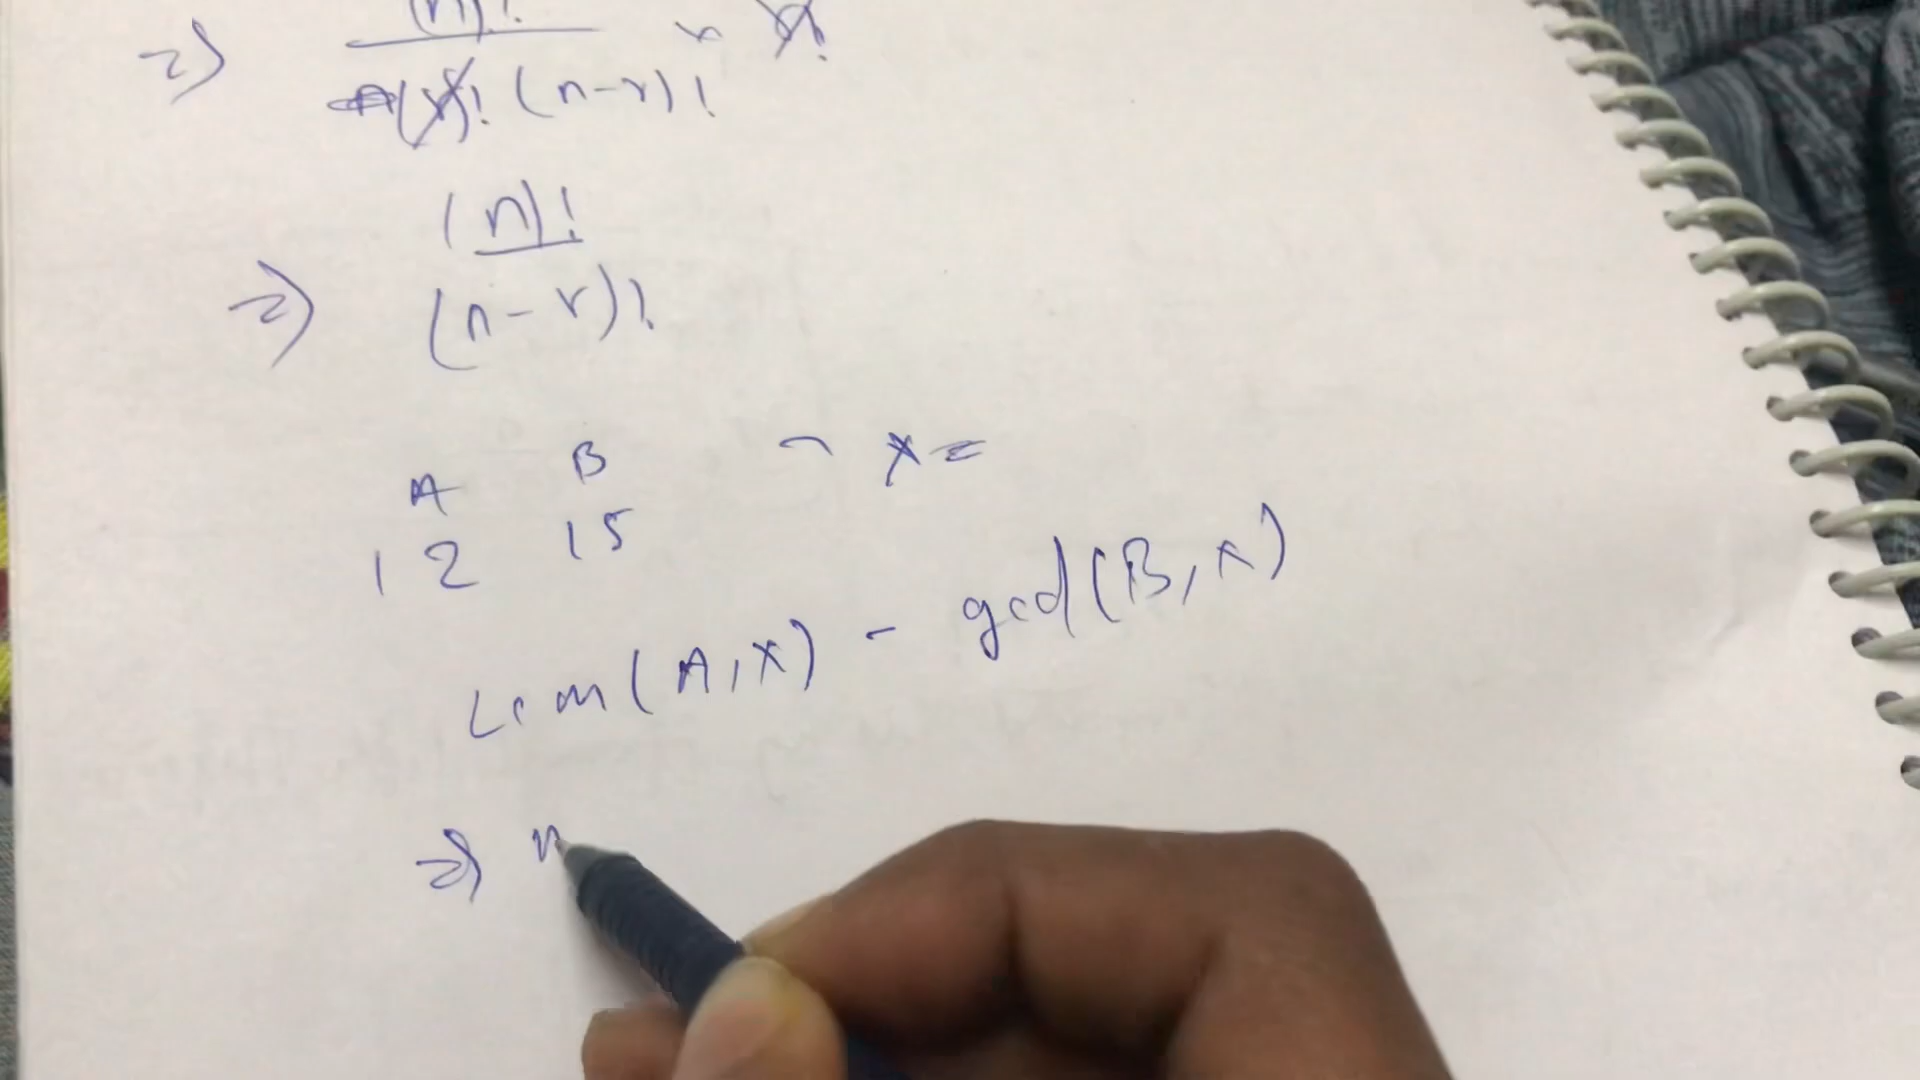 (n)!
=) (r)! (n-r)! × r!
(n)!
=) (n-r)!
A B - x =
12 15
Lcm(A,X) - gcd(B,x)
=) n